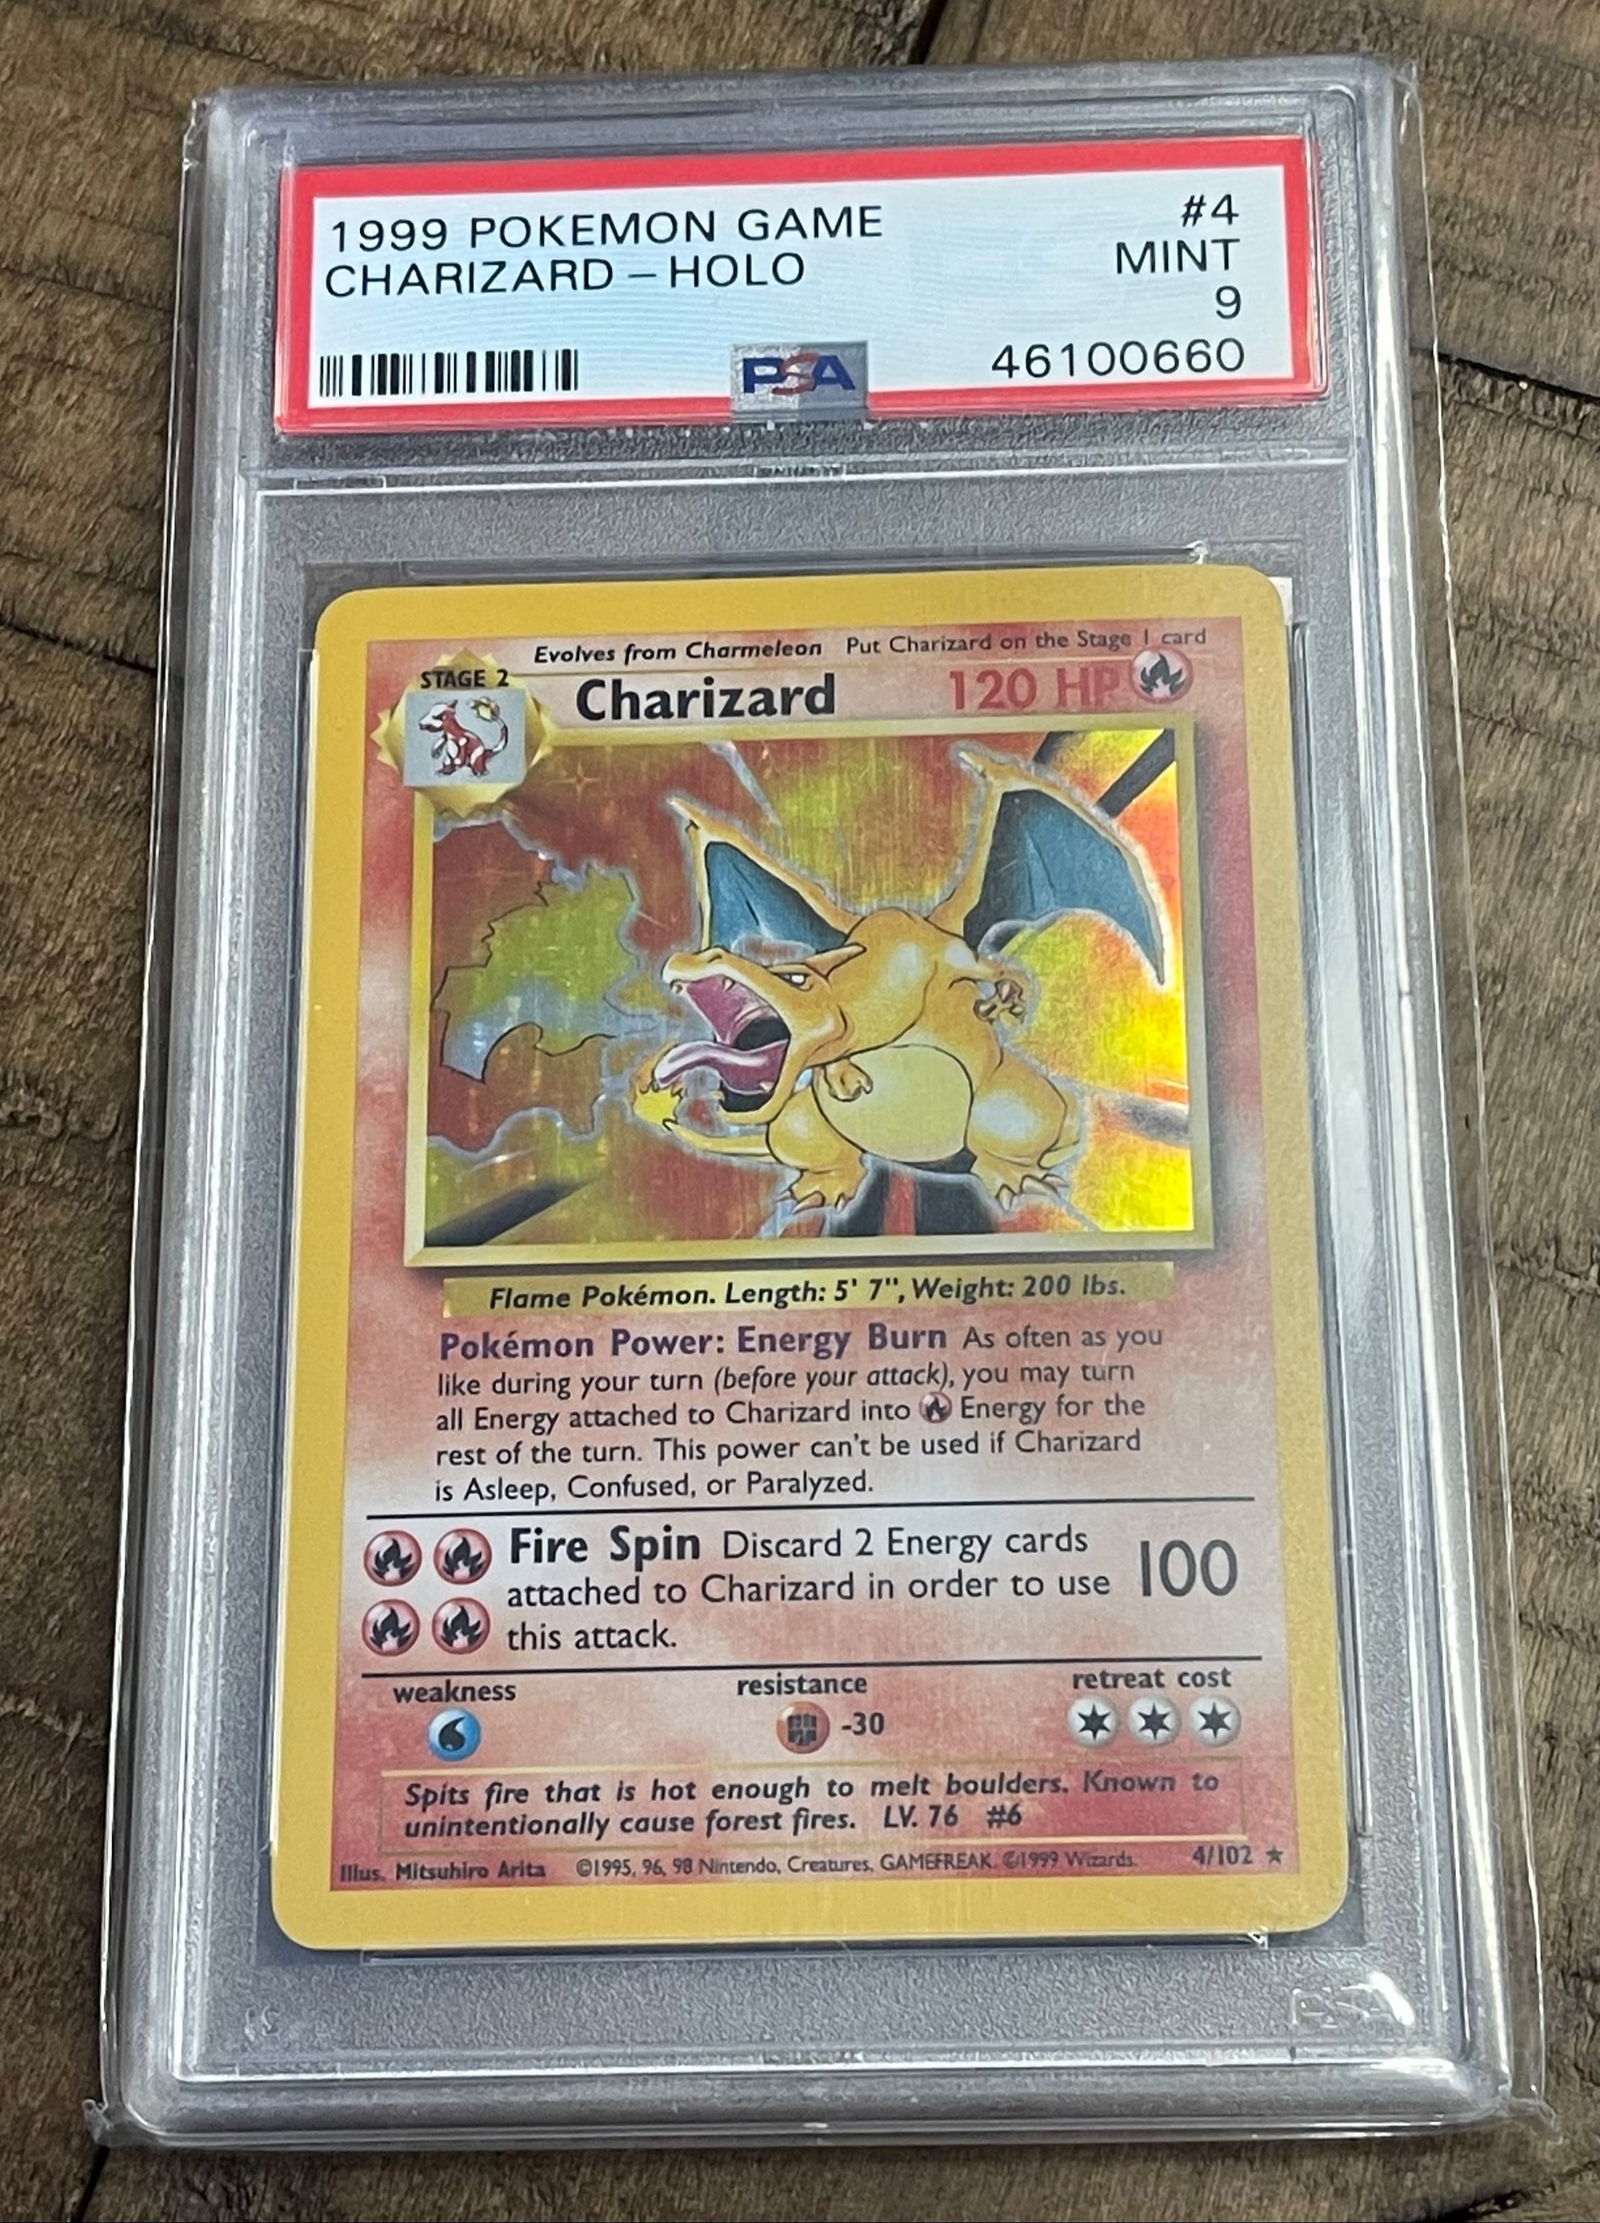 1999 POKEMON GAME #4
CHARIZARD – HOLO MINT
9
PSA 46100660
Evolves from Charmeleon Put Charizard on the Stage 1 card
STAGE 2
Charizard 120 HP
Flame Pokémon. Length: 5' 7", Weight: 200 lbs.
Pokémon Power: Energy Burn As often as you
like during your turn (before your attack), you may turn
all Energy attached to Charizard into Energy for the
rest of the turn. This power can't be used if Charizard
is Asleep, Confused, or Paralyzed.
Fire Spin Discard 2 Energy cards
attached to Charizard in order to use 100
this attack.
weakness resistance retreat cost
-30
Spits fire that is hot enough to melt boulders. Known to
unintentionally cause forest fires. LV. 76 #6
Illus. Mitsuhiro Arita ©1995, 96, 98 Nintendo, Creatures, GAMEFREAK. ©1999 Wizards. 4/102 ★
PSA